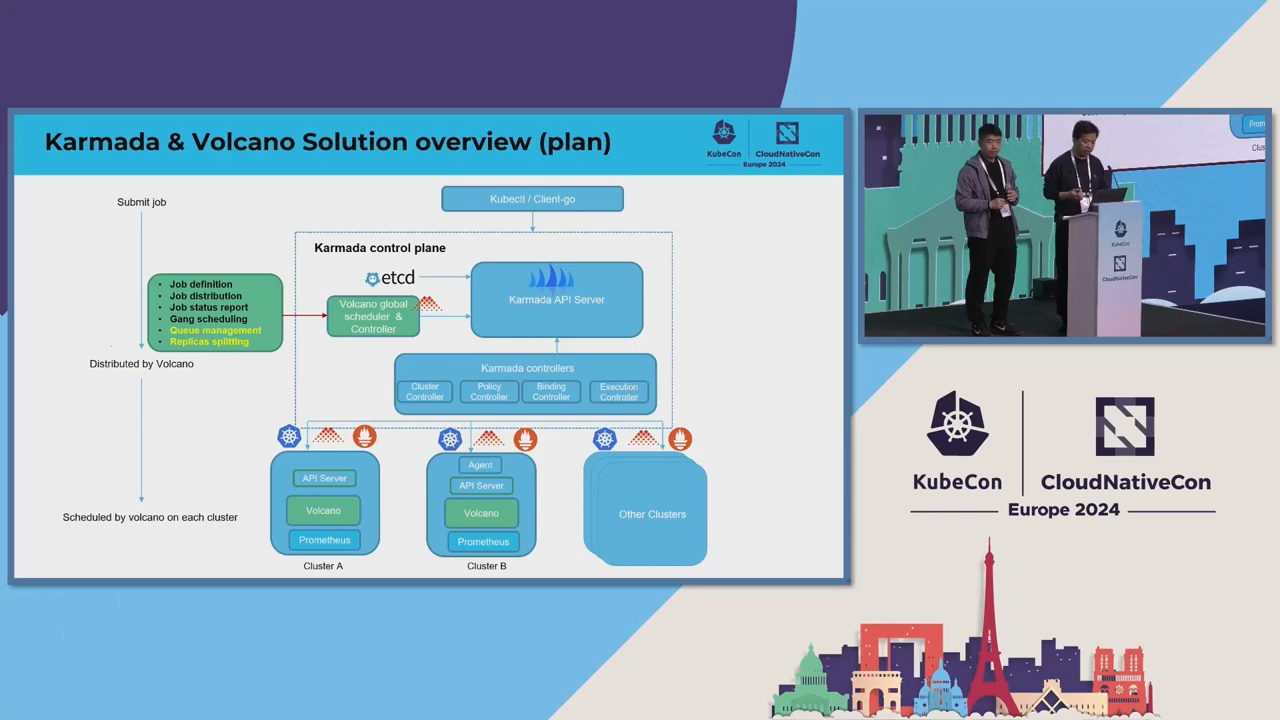 Karmada & Volcano Solution overview (plan)
KubeCon
CloudNativeCon
Europe 2024
Submit job
Kubectl / Client-go
Karmada control plane
etcd
Karmada API Server
Volcano global
scheduler &
Controller
• Job definition
• Job distribution
• Job status report
• Gang scheduling
• Queue management
• Replicas splitting
Distributed by Volcano
Karmada controllers
Cluster
Controller
Policy
Controller
Binding
Controller
Execution
Controller
Scheduled by volcano on each cluster
API Server
Volcano
Prometheus
Cluster A
Agent
API Server
Volcano
Prometheus
Cluster B
Other Clusters
KubeCon
CloudNativeCon
KubeCon
CloudNativeCon
Europe 2024